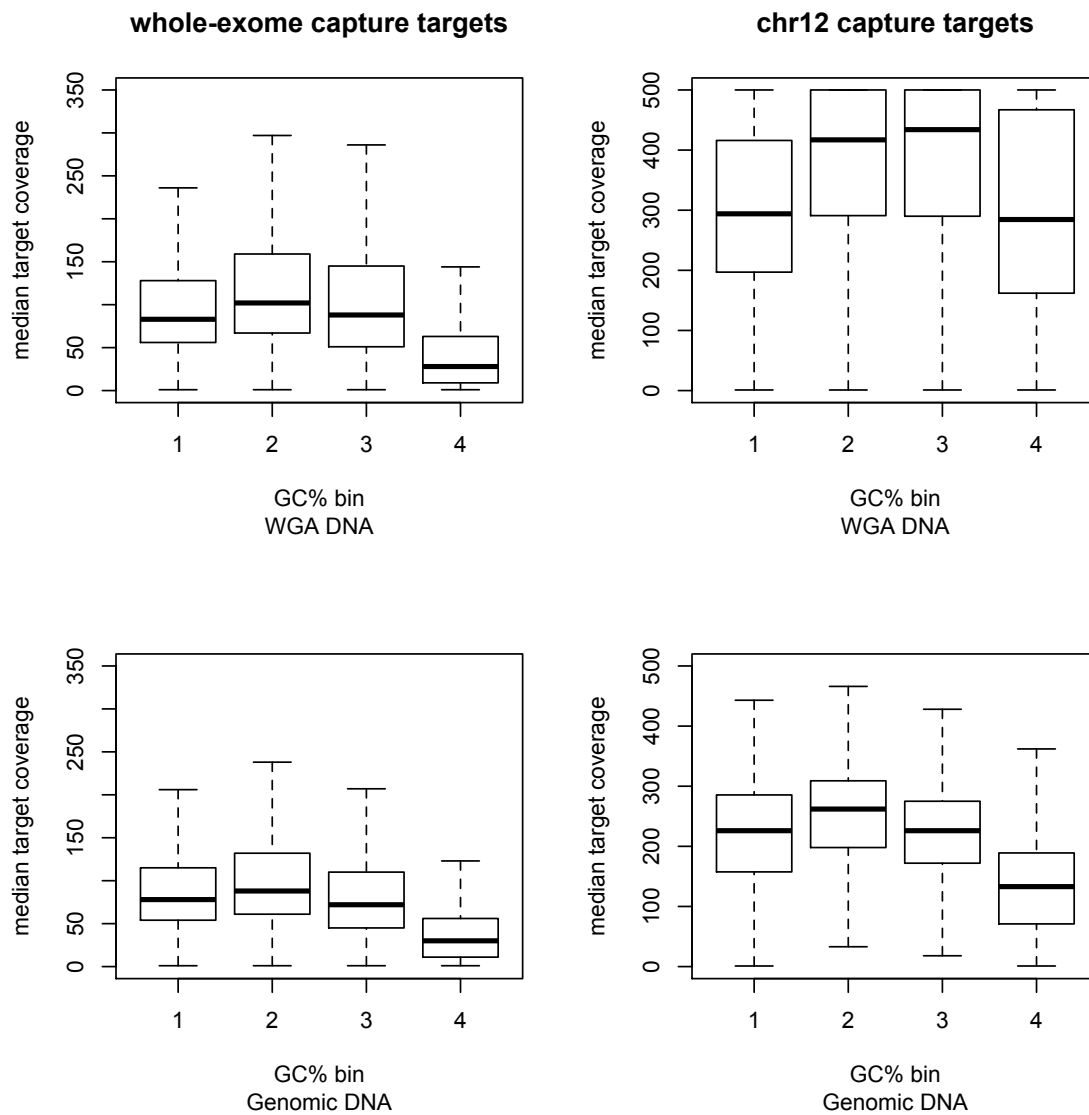 whole-exome capture targets
median target coverage
350
250
150
50
0
1 2 3 4
GC% bin
WGA DNA
chr12 capture targets
median target coverage
500
400
300
200
100
0
1 2 3 4
GC% bin
WGA DNA
median target coverage
350
250
150
50
0
1 2 3 4
GC% bin
Genomic DNA
median target coverage
500
400
300
200
100
0
1 2 3 4
GC% bin
Genomic DNA